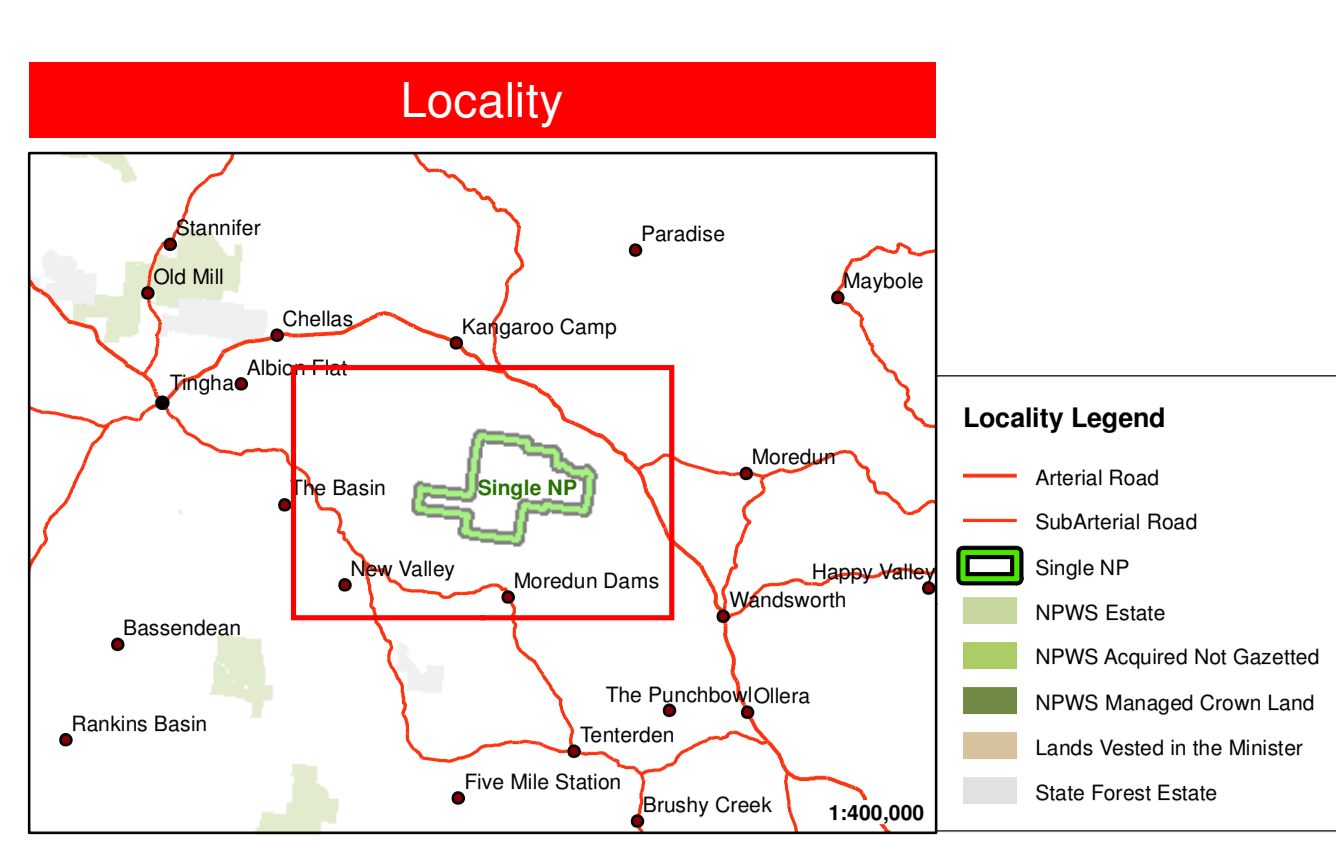 Locality
Stannifer
Paradise
Old Mill
Maybole
Chellas
Kangaroo Camp
Albion Flat
Tingha
Moredun
The Basin
Single NP
New Valley
Moredun Dams
Happy Valley
Wandsworth
Bassendean
The Punchbowl
Ollera
Rankins Basin
Tenterden
Five Mile Station
Brushy Creek
1:400,000
Locality Legend
Arterial Road
SubArterial Road
Single NP
NPWS Estate
NPWS Acquired Not Gazetted
NPWS Managed Crown Land
Lands Vested in the Minister
State Forest Estate